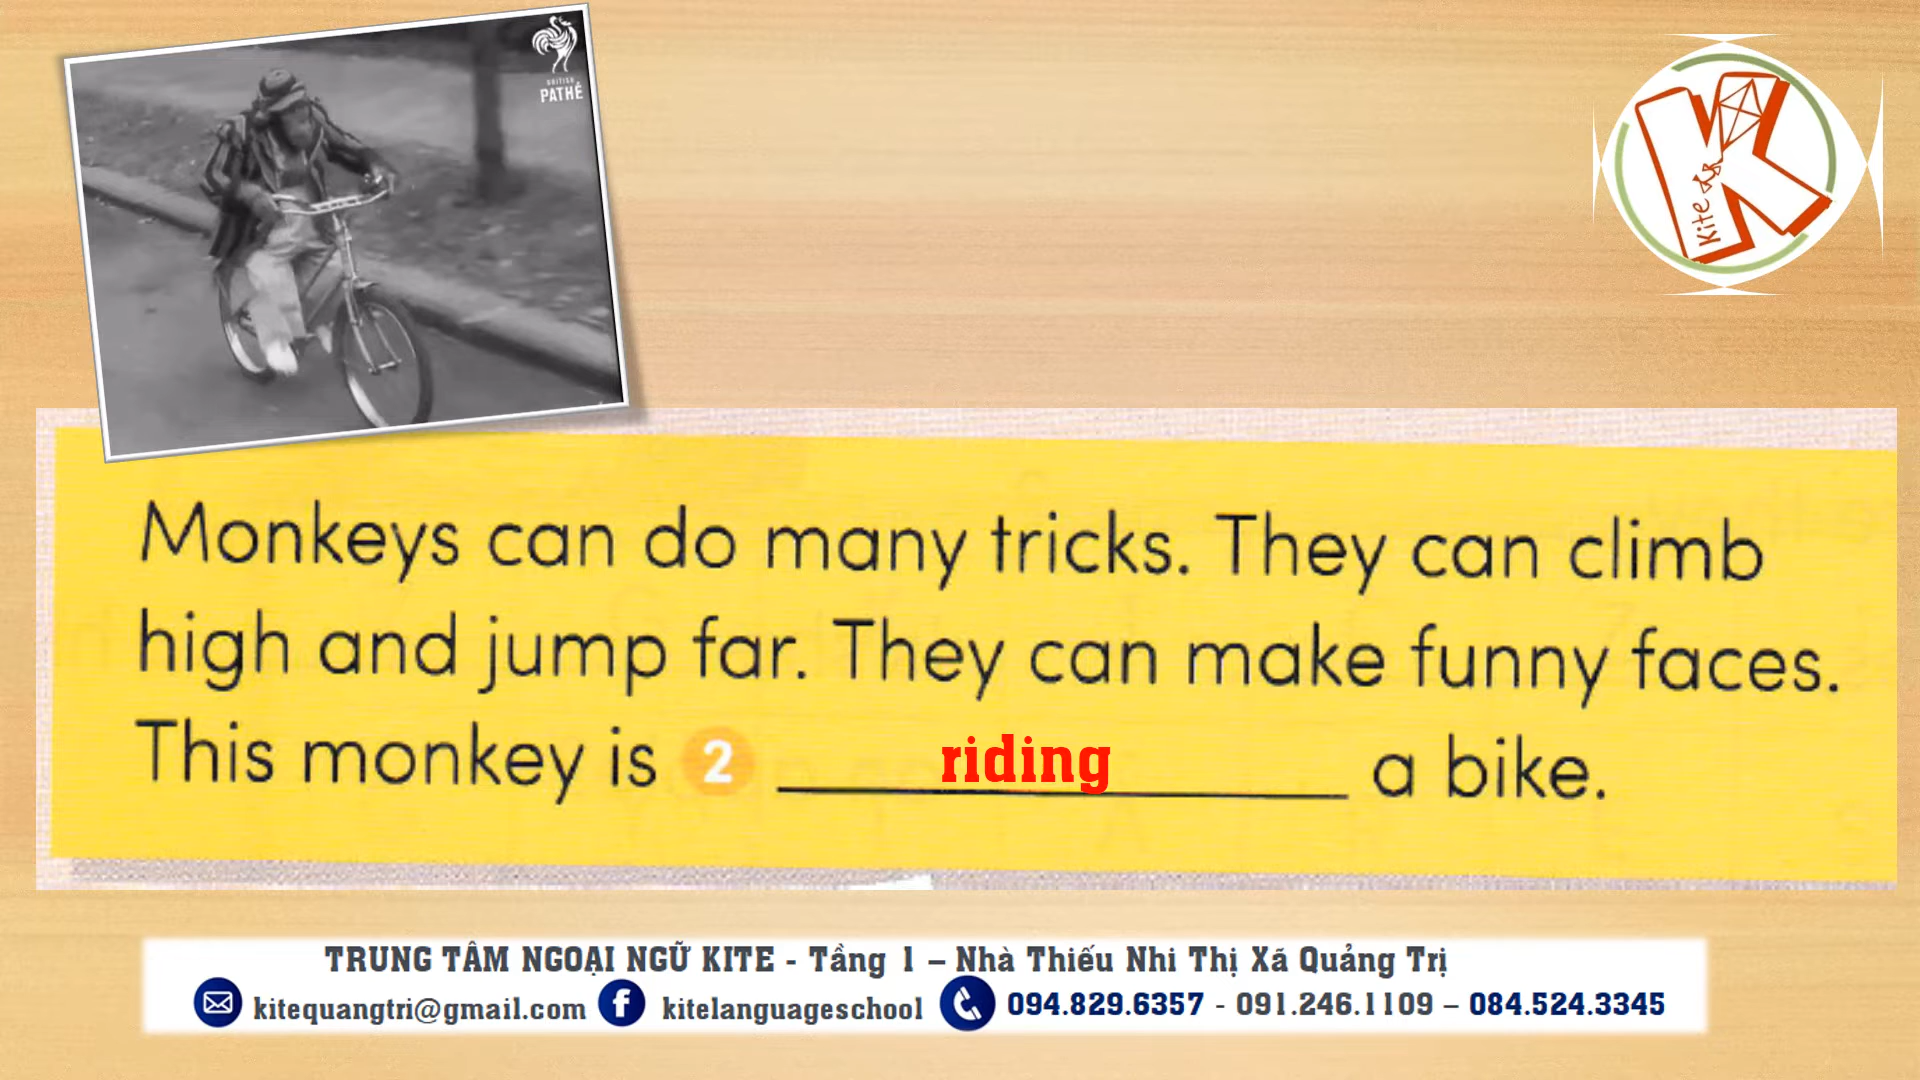 BRITISH
PATHÉ
Kite
Monkeys can do many tricks. They can climb
high and jump far. They can make funny faces.
This monkey is 2 riding a bike.
TRUNG TÂM NGOẠI NGỮ KITE - Tầng 1 – Nhà Thiếu Nhi Thị Xã Quảng Trị
kitequangtri@gmail.com f kitelanguageschool 094.829.6357 - 091.246.1109 – 084.524.3345